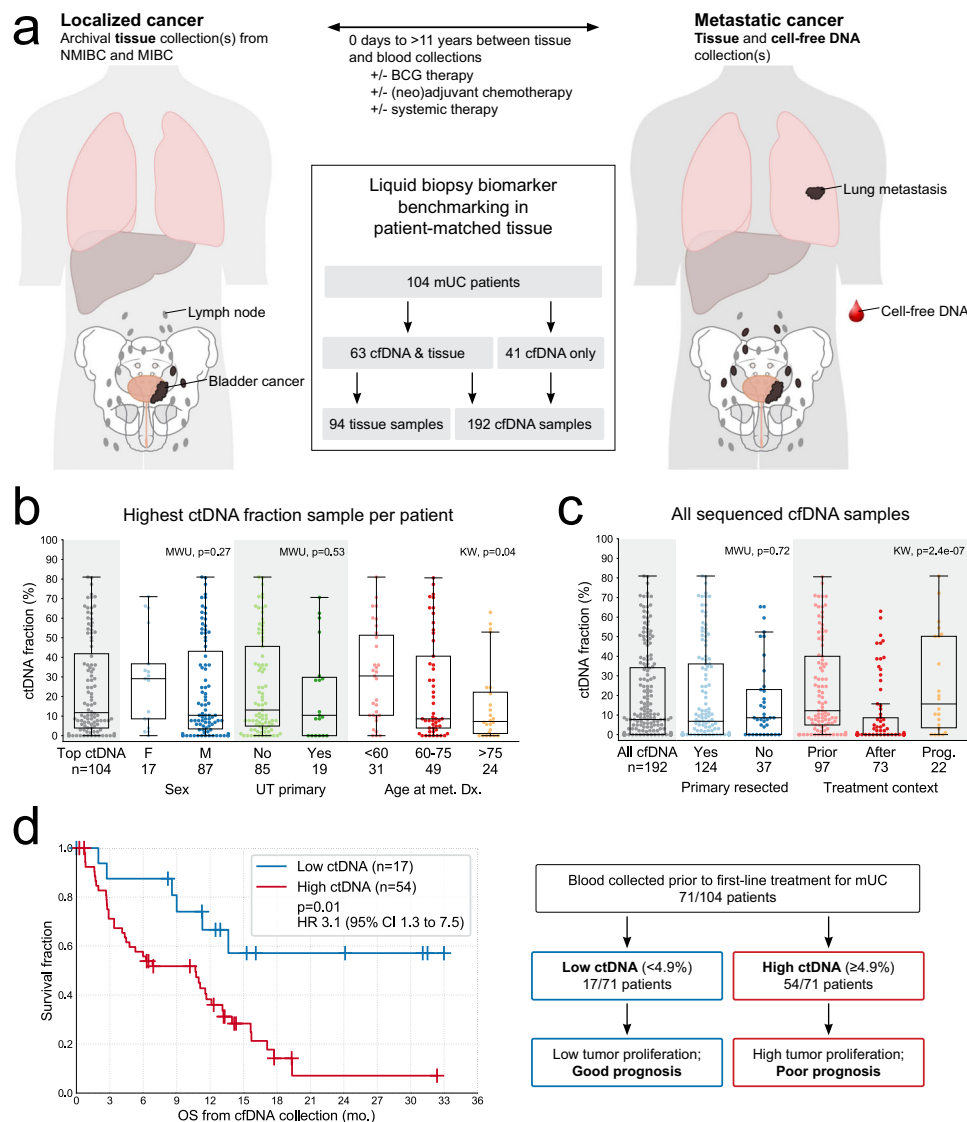 a
Localized cancer
Archival tissue collection(s) from
NMIBC and MIBC
0 days to >11 years between tissue
and blood collections
+/- BCG therapy
+/- (neo)adjuvant chemotherapy
+/- systemic therapy
Metastatic cancer
Tissue and cell-free DNA
collection(s)
Lymph node
Bladder cancer
Liquid biopsy biomarker
benchmarking in
patient-matched tissue
104 mUC patients
63 cfDNA & tissue
41 cfDNA only
94 tissue samples
192 cfDNA samples
Lung metastasis
Cell-free DNA
b
Highest ctDNA fraction sample per patient
MWU, p=0.27
MWU, p=0.53
KW, p=0.04
ctDNA fraction (%)
100
90
80
70
60
50
40
30
20
10
0
Top ctDNA F M No Yes <60 60-75 >75
n=104 17 87 85 19 31 49 24
Sex UT primary Age at met. Dx.
c
All sequenced cfDNA samples
MWU, p=0.72
KW, p=2.4e-07
ctDNA fraction (%)
100
90
80
70
60
50
40
30
20
10
0
All cfDNA Yes No Prior After Prog.
n=192 124 37 97 73 22
Primary resected Treatment context
d
Survival fraction
1.0
0.8
0.6
0.4
0.2
0.0
0 3 6 9 12 15 18 21 24 27 30 33 36
OS from cfDNA collection (mo.)
Low ctDNA (n=17)
High ctDNA (n=54)
p=0.01
HR 3.1 (95% CI 1.3 to 7.5)
Blood collected prior to first-line treatment for mUC
71/104 patients
Low ctDNA (<4.9%)
17/71 patients
High ctDNA (≥4.9%)
54/71 patients
Low tumor proliferation;
Good prognosis
High tumor proliferation;
Poor prognosis